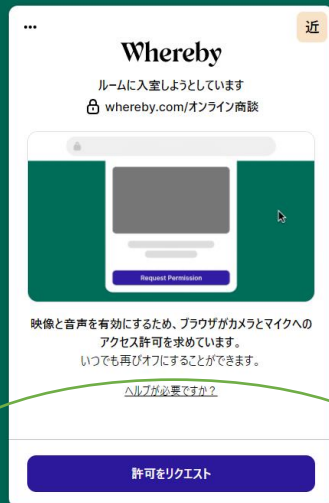 近
Whereby
ルームに入室しようとしています
whereby.com/オンライン商談
Request Permission
映像と音声を有効にするため、ブラウザがカメラとマイクへの
アクセス許可を求めています。
いつでも再びオフにすることができます。
ヘルプが必要ですか？
許可をリクエスト